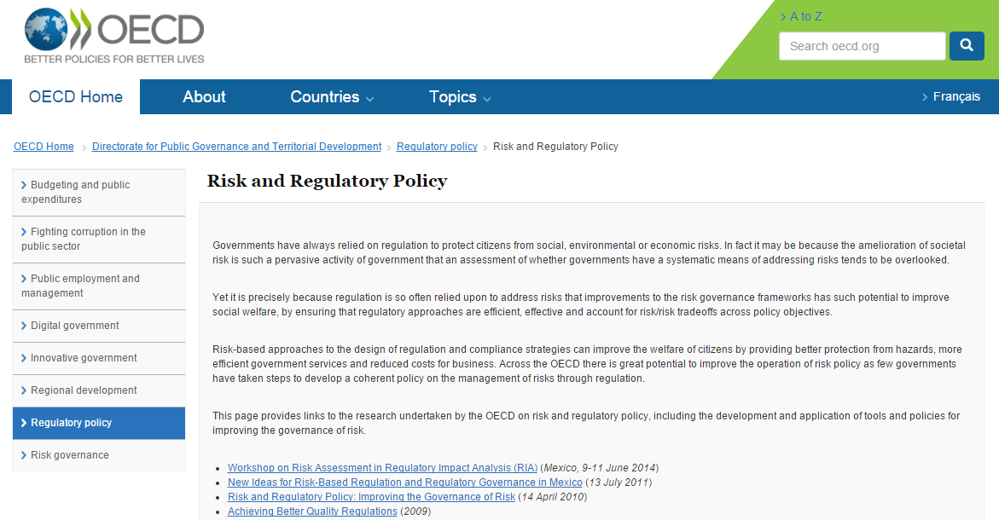 OECD
BETTER POLICIES FOR BETTER LIVES
A to Z
Search oecd.org
OECD Home
About
Countries
Topics
Français
OECD Home
Directorate for Public Governance and Territorial Development
Regulatory policy
Risk and Regulatory Policy
Budgeting and public
expenditures
Fighting corruption in the
public sector
Public employment and
management
Digital government
Innovative government
Regional development
Regulatory policy
Risk governance
Risk and Regulatory Policy
Governments have always relied on regulation to protect citizens from social, environmental or economic risks. In fact it may be because the amelioration of societal
risk is such a pervasive activity of government that an assessment of whether governments have a systematic means of addressing risks tends to be overlooked.
Yet it is precisely because regulation is so often relied upon to address risks that improvements to the risk governance frameworks has such potential to improve
social welfare, by ensuring that regulatory approaches are efficient, effective and account for risk/risk tradeoffs across policy objectives.
Risk-based approaches to the design of regulation and compliance strategies can improve the welfare of citizens by providing better protection from hazards, more
efficient government services and reduced costs for business. Across the OECD there is great potential to improve the operation of risk policy as few governments
have taken steps to develop a coherent policy on the management of risks through regulation.
This page provides links to the research undertaken by the OECD on risk and regulatory policy, including the development and application of tools and policies for
improving the governance of risk.
Workshop on Risk Assessment in Regulatory Impact Analysis (RIA) (Mexico, 9-11 June 2014)
New Ideas for Risk-Based Regulation and Regulatory Governance in Mexico (13 July 2011)
Risk and Regulatory Policy: Improving the Governance of Risk (14 April 2010)
Achieving Better Quality Regulations (2009)